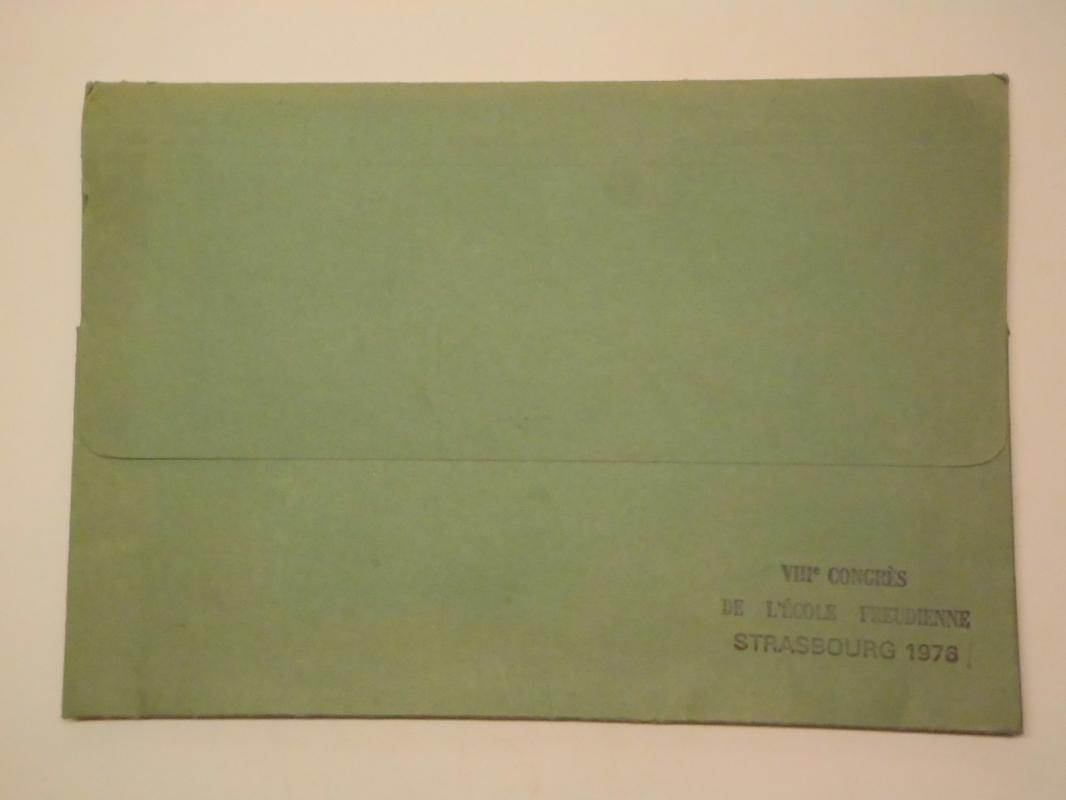 VIIIᵉ CONGRÈS
DE L'ÉCOLE FREUDIENNE
STRASBOURG 1976